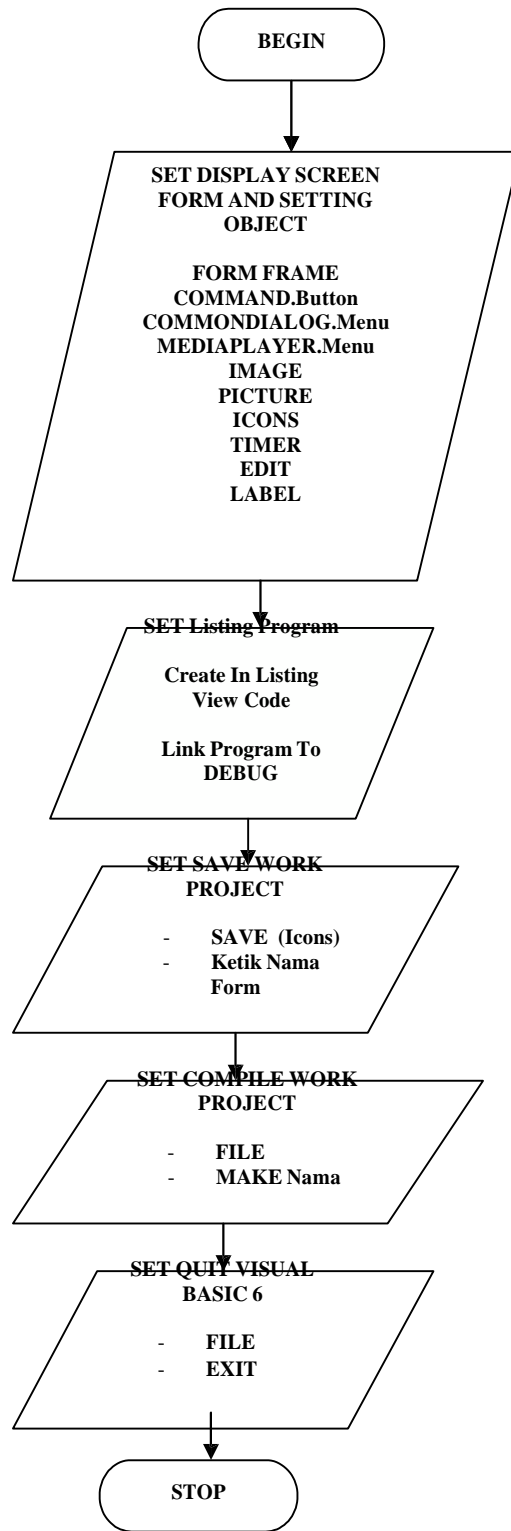 BEGIN
SET DISPLAY SCREEN
FORM AND SETTING
OBJECT
FORM FRAME
COMMAND.Button
COMMONDIALOG.Menu
MEDIAPLAYER.Menu
IMAGE
PICTURE
ICONS
TIMER
EDIT
LABEL
SET Listing Program
Create In Listing
View Code
Link Program To
DEBUG
SET SAVE WORK
PROJECT
- SAVE (Icons)
- Ketik Nama
Form
SET COMPILE WORK
PROJECT
- FILE
- MAKE Nama
SET QUIT VISUAL
BASIC 6
- FILE
- EXIT
STOP